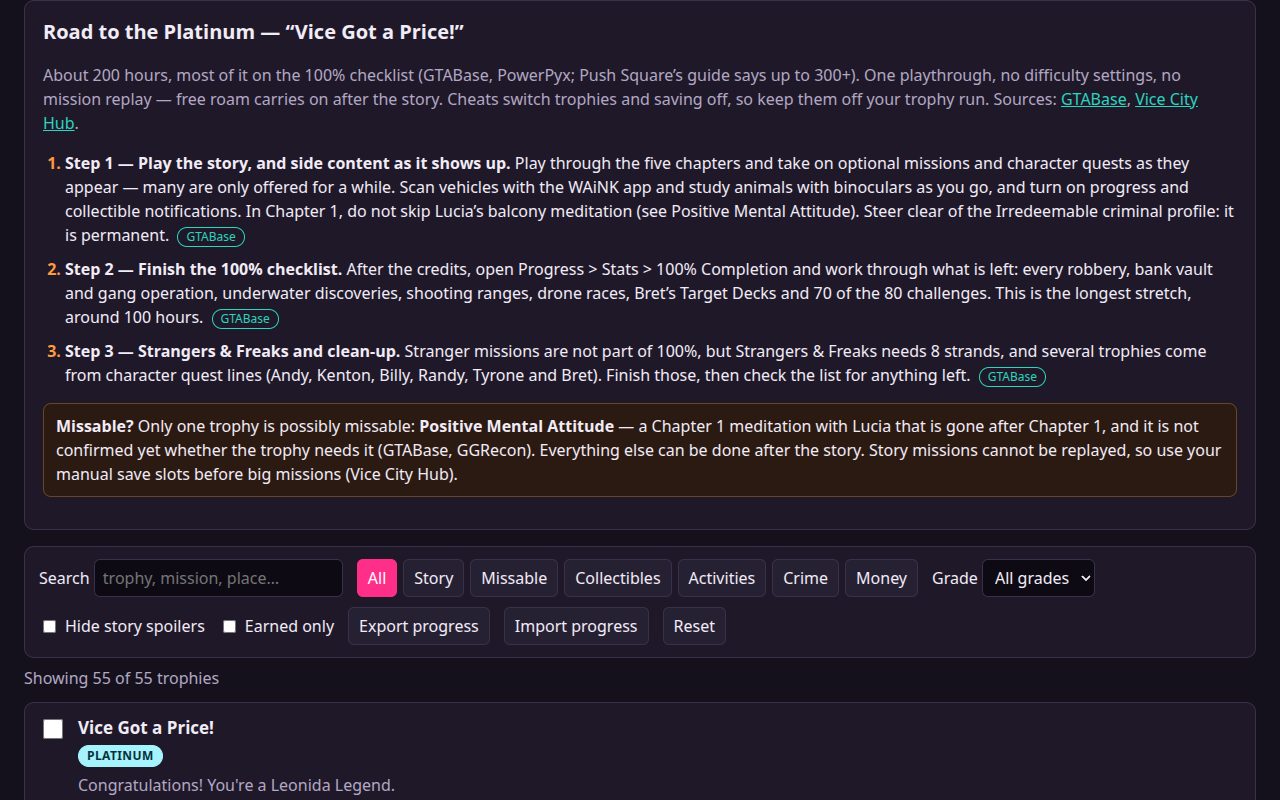 Road to the Platinum — “Vice Got a Price!”
About 200 hours, most of it on the 100% checklist (GTABase, PowerPyx; Push Square’s guide says up to 300+). One playthrough, no difficulty settings, no
mission replay — free roam carries on after the story. Cheats switch trophies and saving off, so keep them off your trophy run. Sources: GTABase, Vice City
Hub.
1. Step 1 — Play the story, and side content as it shows up. Play through the five chapters and take on optional missions and character quests as they
appear — many are only offered for a while. Scan vehicles with the WAiNK app and study animals with binoculars as you go, and turn on progress and
collectible notifications. In Chapter 1, do not skip Lucia’s balcony meditation (see Positive Mental Attitude). Steer clear of the Irredeemable criminal profile: it
is permanent. GTABase
2. Step 2 — Finish the 100% checklist. After the credits, open Progress > Stats > 100% Completion and work through what is left: every robbery, bank vault
and gang operation, underwater discoveries, shooting ranges, drone races, Bret’s Target Decks and 70 of the 80 challenges. This is the longest stretch,
around 100 hours. GTABase
3. Step 3 — Strangers & Freaks and clean-up. Stranger missions are not part of 100%, but Strangers & Freaks needs 8 strands, and several trophies come
from character quest lines (Andy, Kenton, Billy, Randy, Tyrone and Bret). Finish those, then check the list for anything left. GTABase
Missable? Only one trophy is possibly missable: Positive Mental Attitude — a Chapter 1 meditation with Lucia that is gone after Chapter 1, and it is not
confirmed yet whether the trophy needs it (GTABase, GGRecon). Everything else can be done after the story. Story missions cannot be replayed, so use your
manual save slots before big missions (Vice City Hub).
Search trophy, mission, place... All Story Missable Collectibles Activities Crime Money Grade All grades
Hide story spoilers Earned only Export progress Import progress Reset
Showing 55 of 55 trophies
Vice Got a Price!
PLATINUM
Congratulations! You're a Leonida Legend.